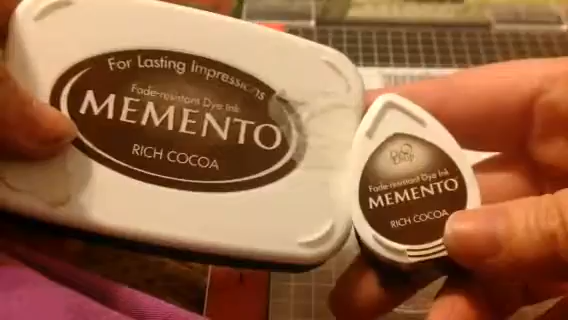 For Lasting Impressions
Fade-resistant Dye Ink
MEMENTO
RICH COCOA
Fade-resistant Dye Ink
MEMENTO
RICH COCOA